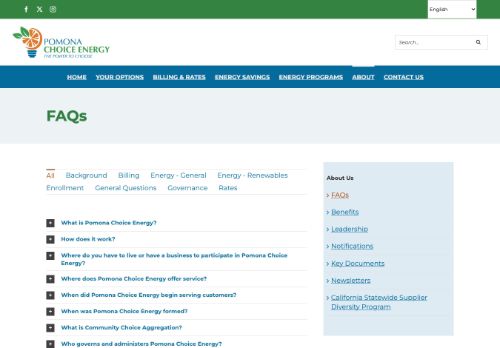 English
POMONA
CHOICE ENERGY
THE POWER TO CHOOSE
Search...
HOME YOUR OPTIONS BILLING & RATES ENERGY SAVINGS ENERGY PROGRAMS ABOUT CONTACT US
FAQs
All Background Billing Energy - General Energy - Renewables
Enrollment General Questions Governance Rates
What is Pomona Choice Energy?
How does it work?
Where do you have to live or have a business to participate in Pomona Choice
Energy?
Where does Pomona Choice Energy offer service?
When did Pomona Choice Energy begin serving customers?
When was Pomona Choice Energy formed?
What is Community Choice Aggregation?
Who governs and administers Pomona Choice Energy?
About Us
FAQs
Benefits
Leadership
Notifications
Key Documents
Newsletters
California Statewide Supplier
Diversity Program